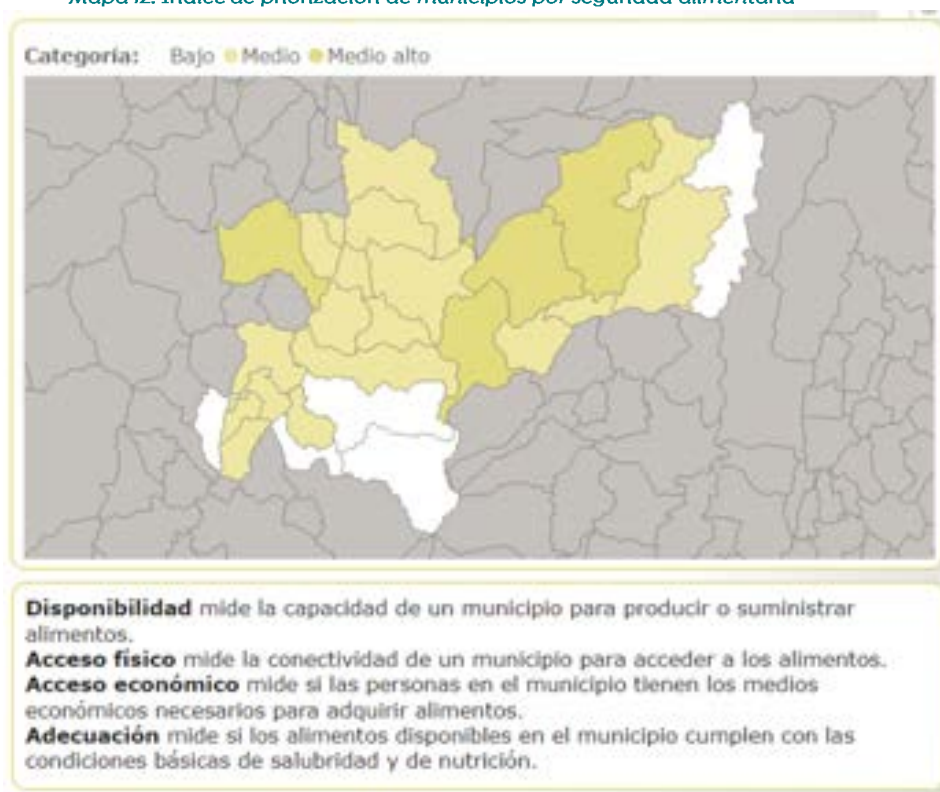 Mapa 12. Índice de priorización de municipios por seguridad alimentaria
Categoría: Bajo Medio Medio alto
Disponibilidad mide la capacidad de un municipio para producir o suministrar
alimentos.
Acceso físico mide la conectividad de un municipio para acceder a los alimentos.
Acceso económico mide si las personas en el municipio tienen los medios
económicos necesarios para adquirir alimentos.
Adecuación mide si los alimentos disponibles en el municipio cumplen con las
condiciones básicas de salubridad y de nutrición.